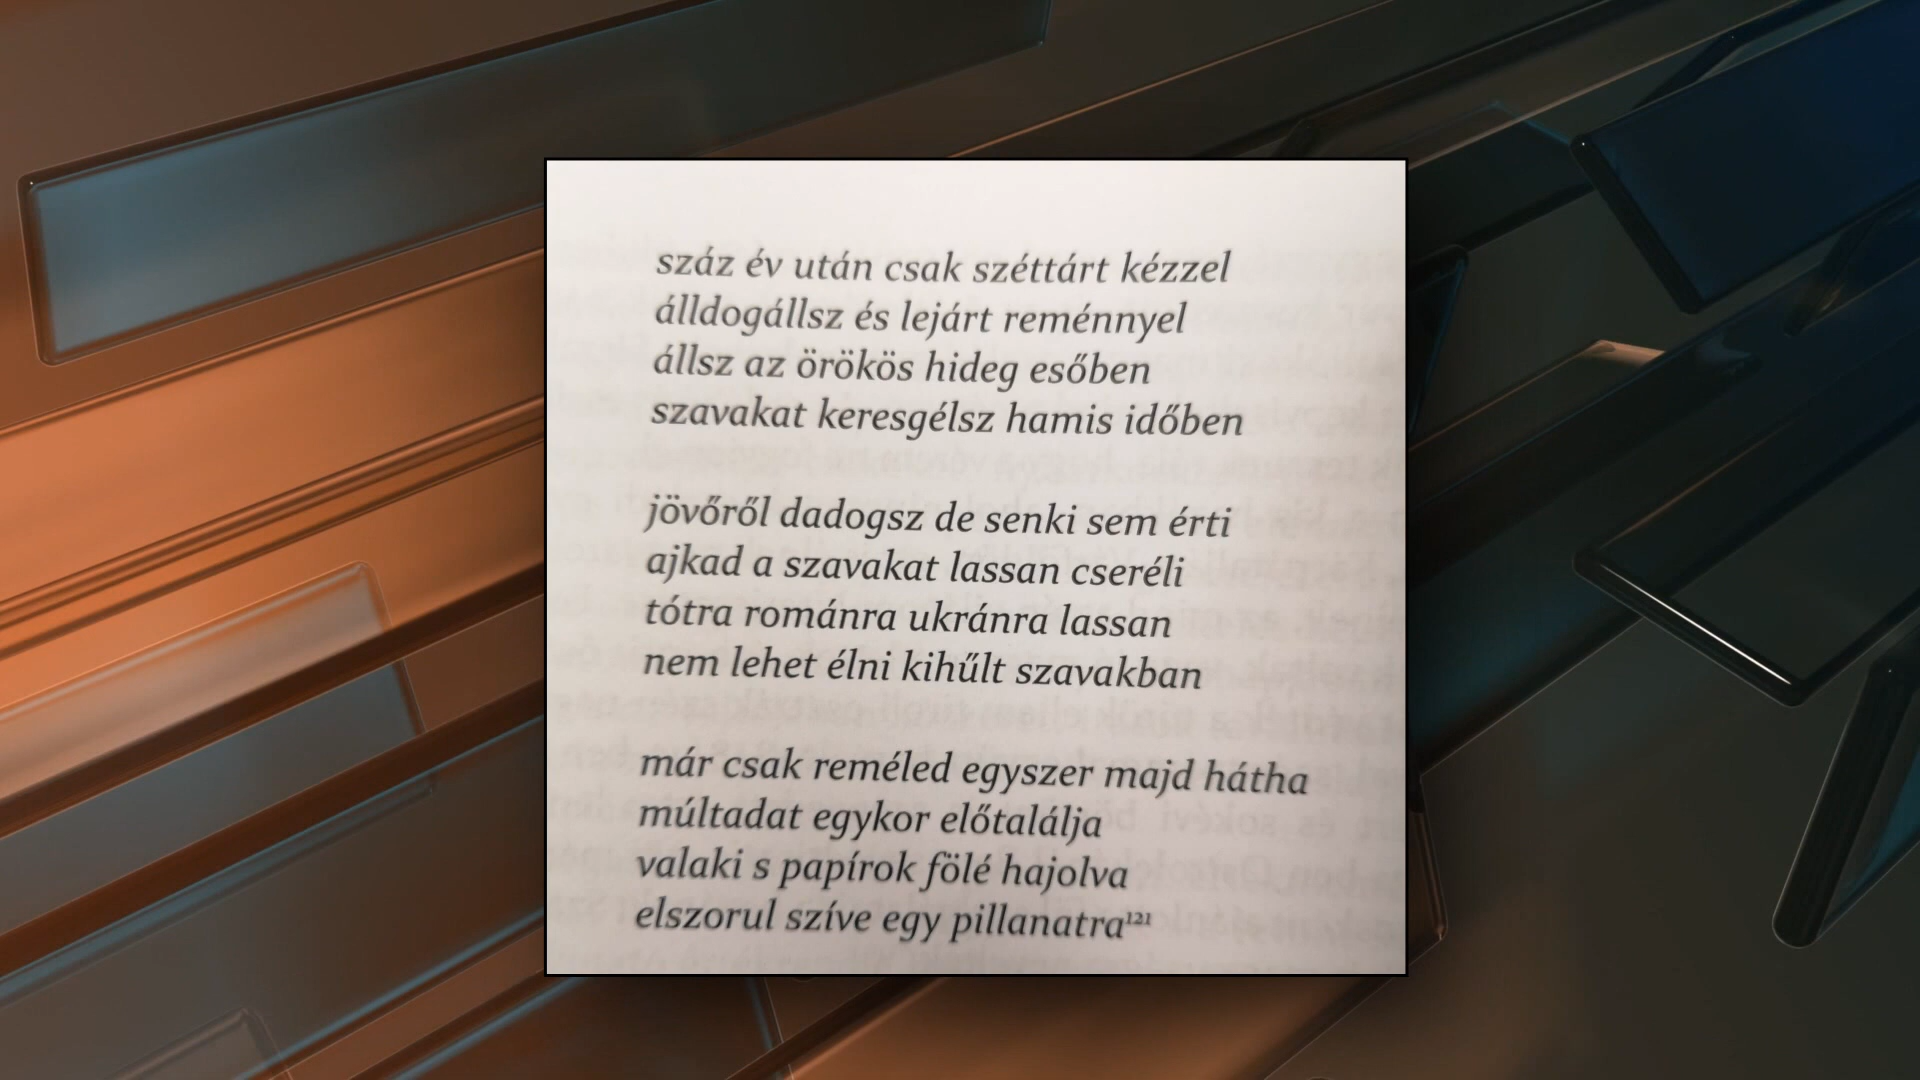 száz év után csak széttárt kézzel
álldogállsz és lejárt reménnyel
állsz az örökös hideg esőben
szavakat keresgélsz hamis időben
jövőről dadogsz de senki sem érti
ajkad a szavakat lassan cseréli
tótra románra ukránra lassan
nem lehet élni kihűlt szavakban
már csak reméled egyszer majd hátha
múltadat egykor előtalálja
valaki s papírok fölé hajolva
elszorul szíve egy pillanatra¹²¹